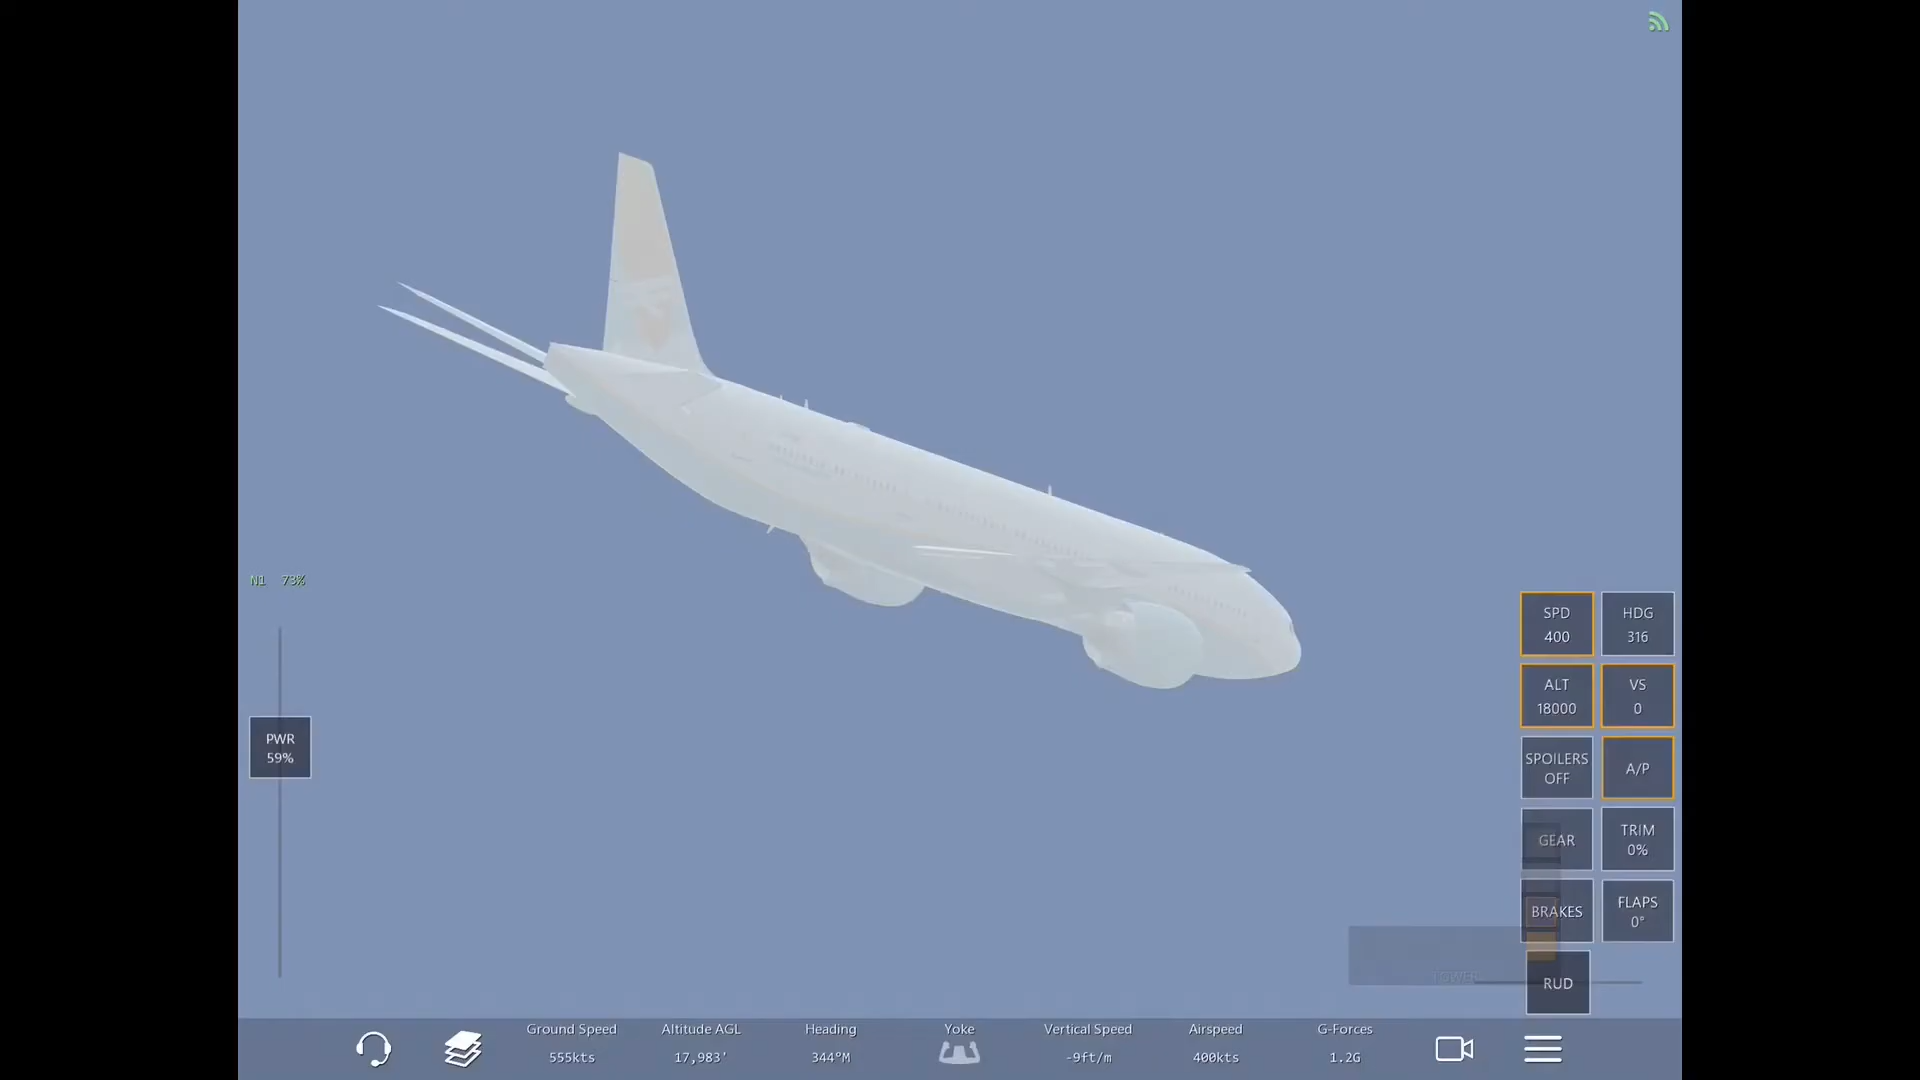 N1 73%
PWR
59%
SPD
400
HDG
316
ALT
18000
VS
0
SPOILERS
OFF
A/P
GEAR
TRIM
0%
BRAKES
FLAPS
0°
TOWER
RUD
Ground Speed
555kts
Altitude AGL
17,983'
Heading
344°M
Yoke
Vertical Speed
-9ft/m
Airspeed
400kts
G-Forces
1.2G